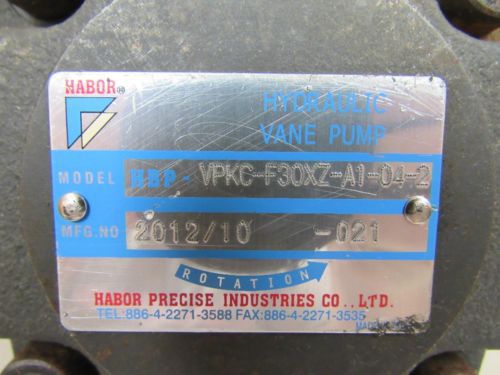 HABOR®
HYDRAULIC
VANE PUMP
MODEL HBP - VPKC-F30XZ-A1-04-2
MFG.NO 2012/10 -021
ROTATION
HABOR PRECISE INDUSTRIES CO., LTD.
TEL:886-4-2271-3588 FAX:886-4-2271-3535
MADE